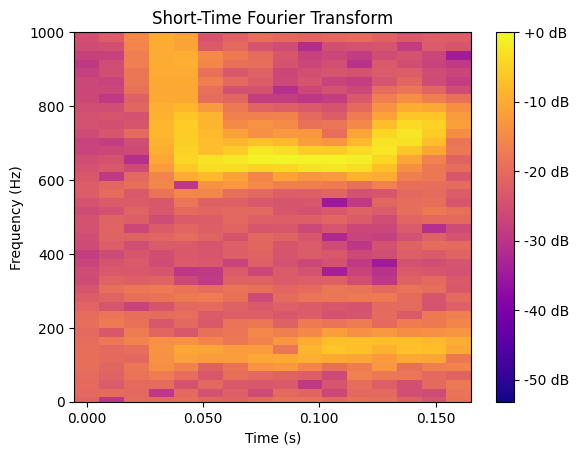 Short-Time Fourier Transform
1000
800
600
400
200
0
Frequency (Hz)
0.000
0.050
0.100
0.150
Time (s)
+0 dB
-10 dB
-20 dB
-30 dB
-40 dB
-50 dB